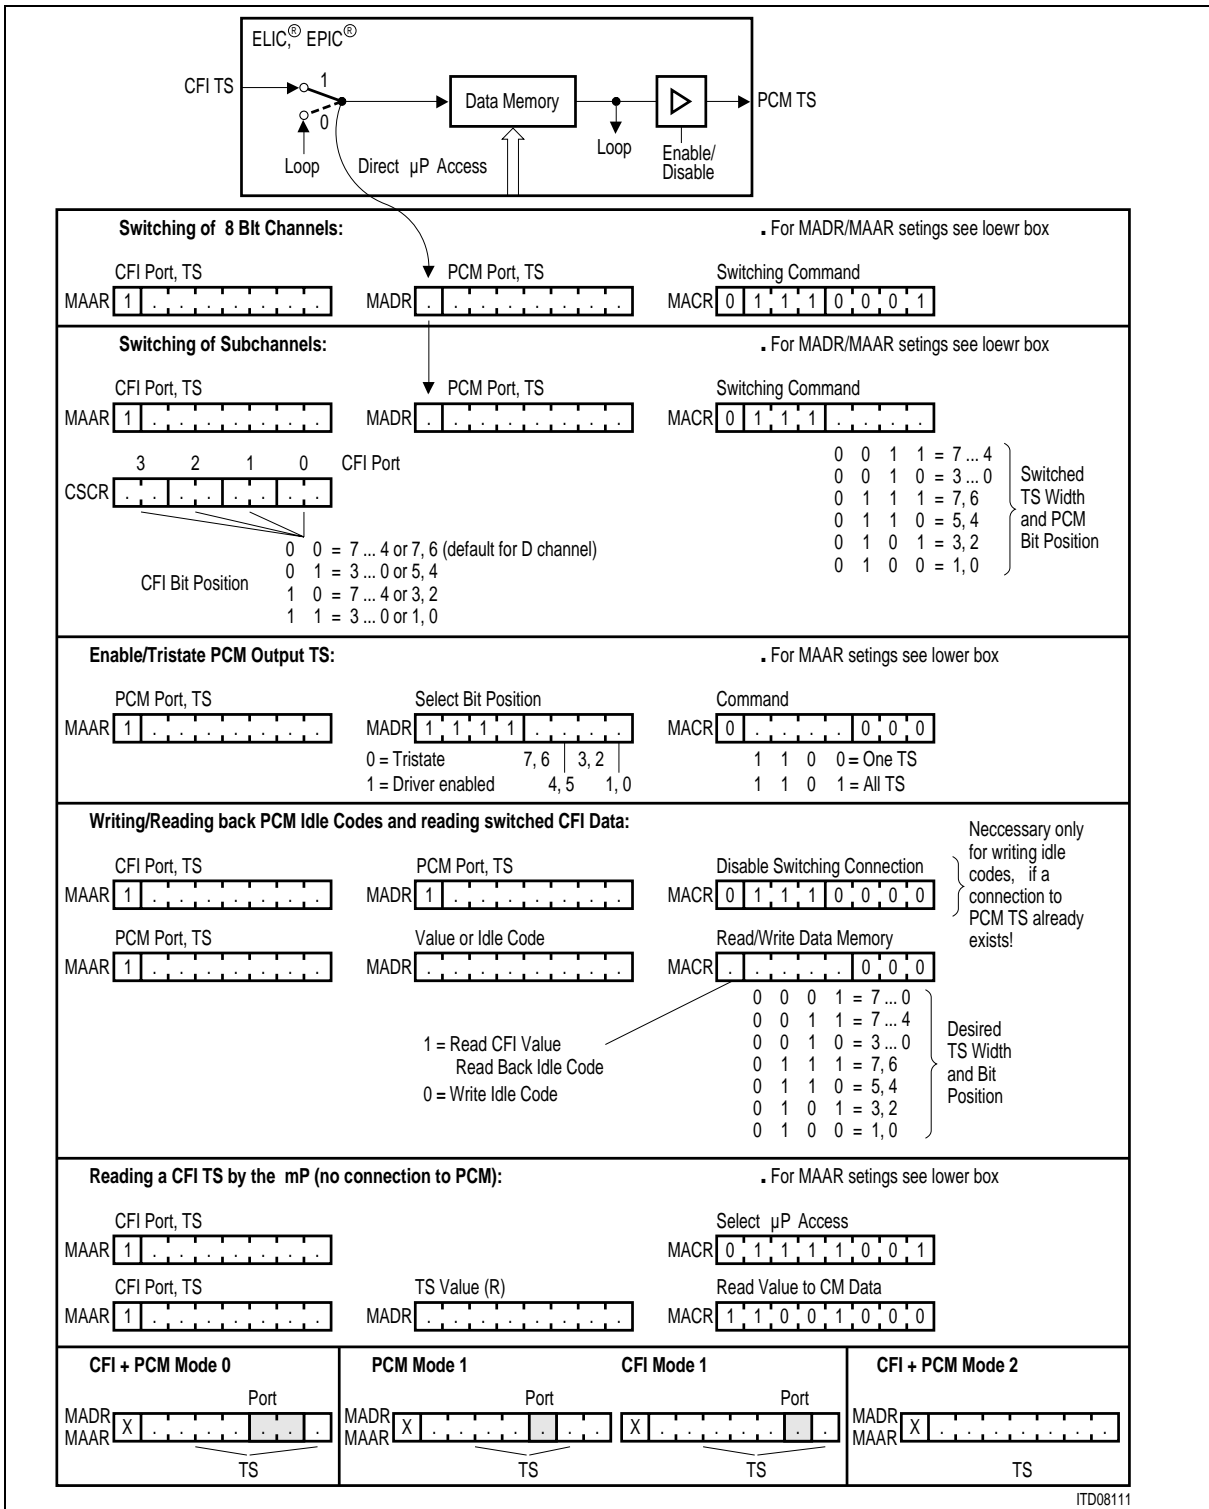 ELIC,® EPIC®
CFI TS
1
0
Loop
Direct µP Access
Data Memory
Loop
Enable/
Disable
PCM TS
Switching of 8 BIt Channels:
. For MADR/MAAR setings see loewr box
CFI Port, TS
PCM Port, TS
Switching Command
MAAR 1 . . . . . . .
MADR . . . . . . . .
MACR 0 1 1 1 0 0 0 1
Switching of Subchannels:
. For MADR/MAAR setings see loewr box
CFI Port, TS
PCM Port, TS
Switching Command
MAAR 1 . . . . . . .
MADR . . . . . . . .
MACR 0 1 1 1 . . . .
3 2 1 0 CFI Port
CSCR . . . . . . . .
CFI Bit Position
0 0 = 7 ... 4 or 7, 6 (default for D channel)
0 1 = 3 ... 0 or 5, 4
1 0 = 7 ... 4 or 3, 2
1 1 = 3 ... 0 or 1, 0
0 0 1 1 = 7 ... 4
0 0 1 0 = 3 ... 0
0 1 1 1 = 7, 6
0 1 1 0 = 5, 4
0 1 0 1 = 3, 2
0 1 0 0 = 1, 0
Switched
TS Width
and PCM
Bit Position
Enable/Tristate PCM Output TS:
. For MAAR setings see lower box
PCM Port, TS
Select Bit Position
Command
MAAR 1 . . . . . . .
MADR 1 1 1 1 . . . .
MACR 0 . . . . 0 0 0
0 = Tristate 7, 6 3, 2
1 = Driver enabled 4, 5 1, 0
1 1 0 0 = One TS
1 1 0 1 = All TS
Writing/Reading back PCM Idle Codes and reading switched CFI Data:
CFI Port, TS
PCM Port, TS
Disable Switching Connection
MAAR 1 . . . . . . .
MADR 1 . . . . . . .
MACR 0 1 1 1 0 0 0 0
Neccessary only
for writing idle
codes, if a
connection to
PCM TS already
exists!
PCM Port, TS
Value or Idle Code
Read/Write Data Memory
MAAR 1 . . . . . . .
MADR . . . . . . . .
MACR . . . . . 0 0 0
1 = Read CFI Value
Read Back Idle Code
0 = Write Idle Code
0 0 0 1 = 7 ... 0
0 0 1 1 = 7 ... 4
0 0 1 0 = 3 ... 0
0 1 1 1 = 7, 6
0 1 1 0 = 5, 4
0 1 0 1 = 3, 2
0 1 0 0 = 1, 0
Desired
TS Width
and Bit
Position
Reading a CFI TS by the mP (no connection to PCM):
. For MAAR setings see lower box
CFI Port, TS
Select µP Access
MAAR 1 . . . . . . .
MACR 0 1 1 1 1 0 0 1
CFI Port, TS
TS Value (R)
Read Value to CM Data
MAAR 1 . . . . . . .
MADR . . . . . . . .
MACR 1 1 0 0 1 0 0 0
CFI + PCM Mode 0
PCM Mode 1
CFI Mode 1
CFI + PCM Mode 2
Port
Port
Port
MADR
MAAR
X . . . . . . .
MADR
MAAR
X . . . . . . .
X . . . . . . .
MADR
MAAR
X . . . . . . .
TS
TS
TS
TS
ITD08111